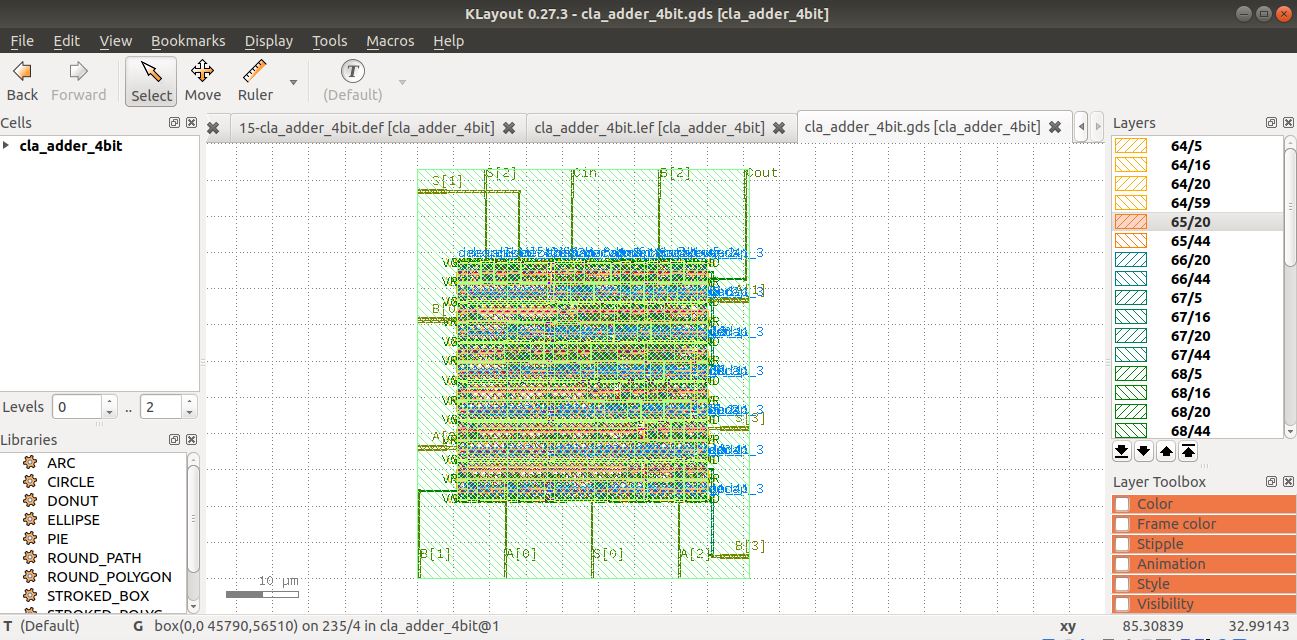 KLayout 0.27.3 - cla_adder_4bit.gds [cla_adder_4bit]
File Edit View Bookmarks Display Tools Macros Help
Back Forward Select Move Ruler (Default)
Cells
cla_adder_4bit
Levels 0 .. 2
Libraries
ARC
CIRCLE
DONUT
ELLIPSE
PIE
ROUND_PATH
ROUND_POLYGON
STROKED_BOX
STROKED_POLYG
15-cla_adder_4bit.def [cla_adder_4bit] cla_adder_4bit.lef [cla_adder_4bit] cla_adder_4bit.gds [cla_adder_4bit]
S[1] S[2] Cin B[2] Cout
B[1] A[0] S[0] A[2] B[3]
10 μm
Layers
64/5
64/16
64/20
64/59
65/20
65/44
66/20
66/44
67/5
67/16
67/20
67/44
68/5
68/16
68/20
68/44
Layer Toolbox
Color
Frame color
Stipple
Animation
Style
Visibility
T (Default) G box(0,0 45790,56510) on 235/4 in cla_adder_4bit@1 xy 85.30839 32.99143